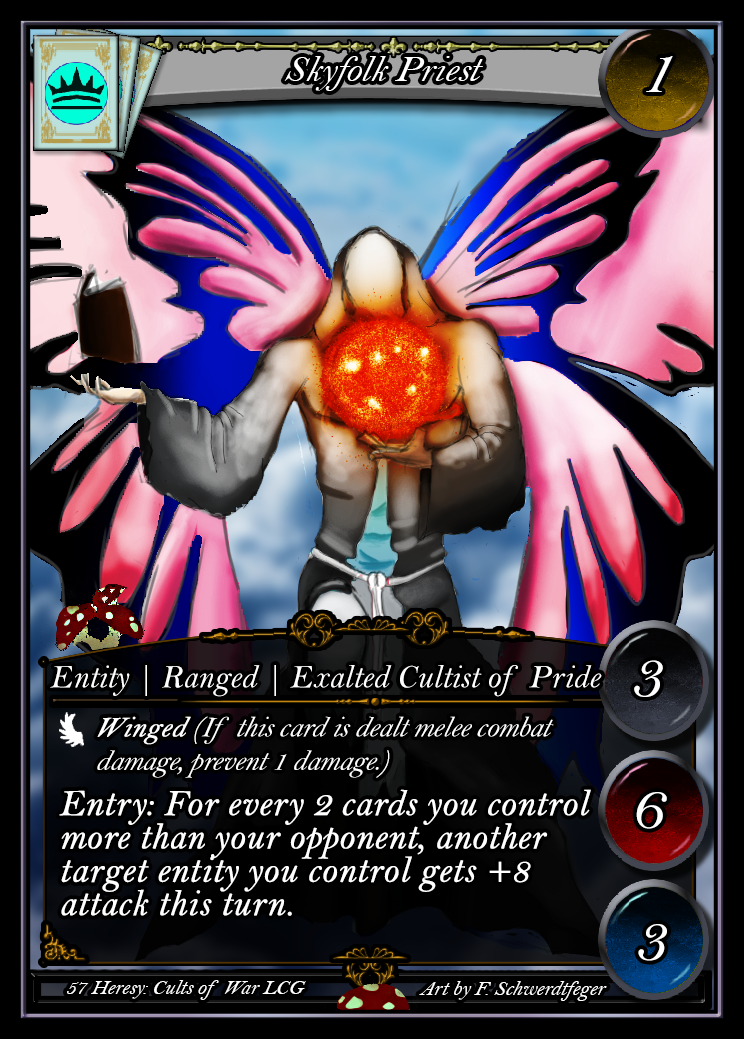 Skyfolk Priest
1
Entity | Ranged | Exalted Cultist of Pride
3
Winged (If this card is dealt melee combat
damage, prevent 1 damage.)
Entry: For every 2 cards you control
more than your opponent, another
target entity you control gets +8
attack this turn.
6
3
57 Heresy: Cults of War LCG
Art by F. Schwerdtfeger